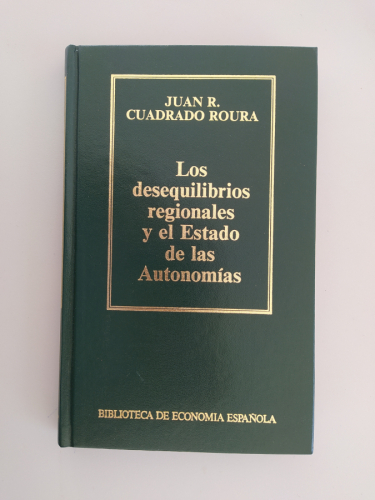 JUAN R.
CUADRADO ROURA
Los
desequilibrios
regionales
y el Estado
de las
Autonomías
BIBLIOTECA DE ECONOMIA ESPAÑOLA